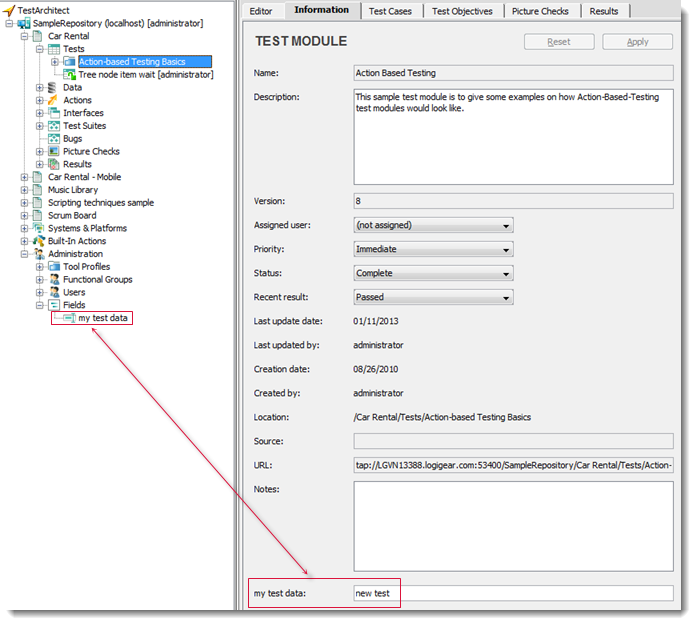 TestArchitect
SampleRepository (localhost) [administrator]
Car Rental
Tests
Action-based Testing Basics
Tree node item wait [administrator]
Data
Actions
Interfaces
Test Suites
Bugs
Picture Checks
Results
Car Rental - Mobile
Music Library
Scripting techniques sample
Scrum Board
Systems & Platforms
Built-In Actions
Administration
Tool Profiles
Functional Groups
Users
Fields
my test data
Editor Information Test Cases Test Objectives Picture Checks Results
TEST MODULE Reset Apply
Name: Action Based Testing
Description: This sample test module is to give some examples on how Action-Based-Testing
test modules would look like.
Version: 8
Assigned user: (not assigned)
Priority: Immediate
Status: Complete
Recent result: Passed
Last update date: 01/11/2013
Last updated by: administrator
Creation date: 08/26/2010
Created by: administrator
Location: /Car Rental/Tests/Action-based Testing Basics
Source:
URL: tap://LGVN13388.logigear.com:53400/SampleRepository/Car Rental/Tests/Action-
Notes:
my test data: new test